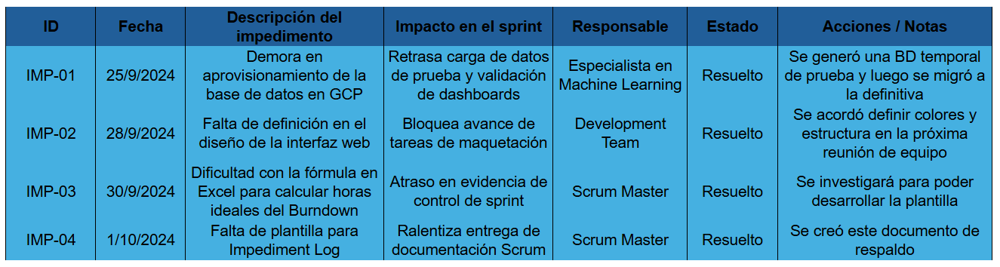 ID
Fecha
Descripción del
impedimento
Impacto en el sprint
Responsable
Estado
Acciones / Notas
IMP-01
25/9/2024
Demora en
aprovisionamiento de la
base de datos en GCP
Retrasa carga de datos
de prueba y validación
de dashboards
Especialista en
Machine Learning
Resuelto
Se generó una BD temporal
de prueba y luego se migró a
la definitiva
IMP-02
28/9/2024
Falta de definición en el
diseño de la interfaz web
Bloquea avance de
tareas de maquetación
Development
Team
Resuelto
Se acordó definir colores y
estructura en la próxima
reunión de equipo
IMP-03
30/9/2024
Dificultad con la fórmula en
Excel para calcular horas
ideales del Burndown
Atraso en evidencia de
control de sprint
Scrum Master
Resuelto
Se investigará para poder
desarrollar la plantilla
IMP-04
1/10/2024
Falta de plantilla para
Impediment Log
Ralentiza entrega de
documentación Scrum
Scrum Master
Resuelto
Se creó este documento de
respaldo